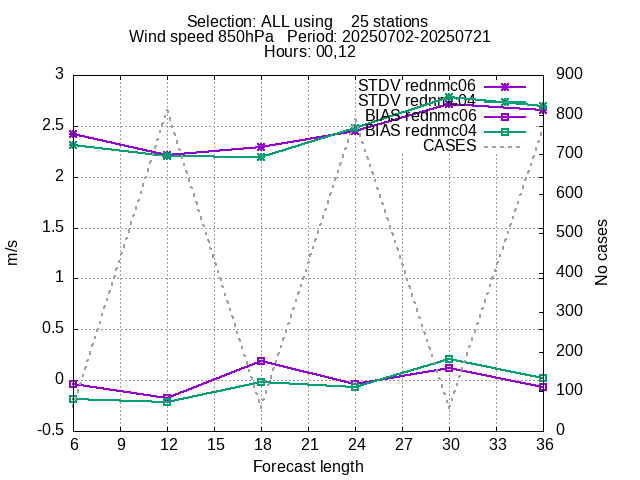 Selection: ALL using    25 stations
Wind speed 850hPa   Period: 20250702-20250721
Hours: 00,12
STDV rednmc06
STDV rednmc04
BIAS rednmc06
BIAS rednmc04
CASES
3
2.5
2
1.5
1
0.5
0
-0.5
m/s
900
800
700
600
500
400
300
200
100
0
No cases
6 9 12 15 18 21 24 27 30 33 36
Forecast length